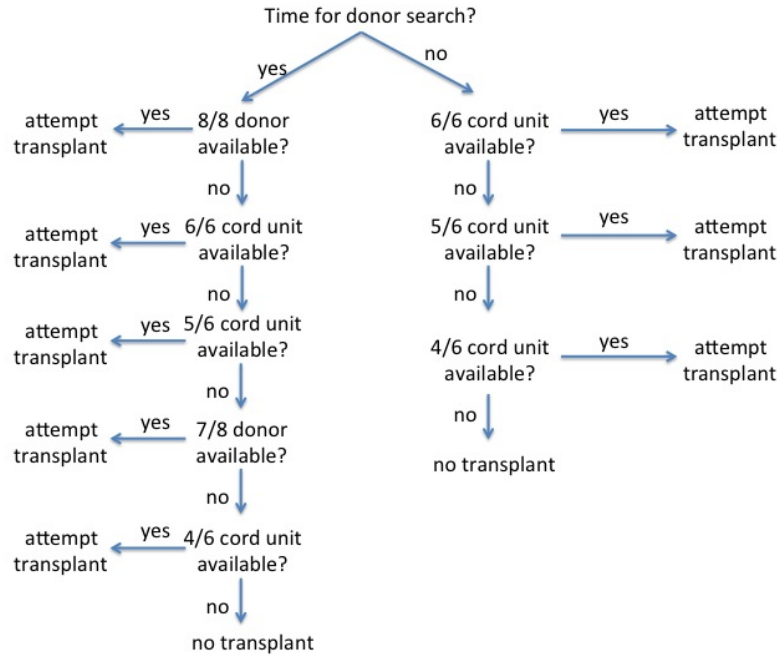 Time for donor search?
yes
no
attempt
transplant
yes
8/8 donor
available?
6/6 cord unit
available?
yes
attempt
transplant
no
no
attempt
transplant
yes
6/6 cord unit
available?
5/6 cord unit
available?
yes
attempt
transplant
no
no
attempt
transplant
yes
5/6 cord unit
available?
4/6 cord unit
available?
yes
attempt
transplant
no
no
attempt
transplant
yes
7/8 donor
available?
no transplant
no
attempt
transplant
yes
4/6 cord unit
available?
no
no transplant